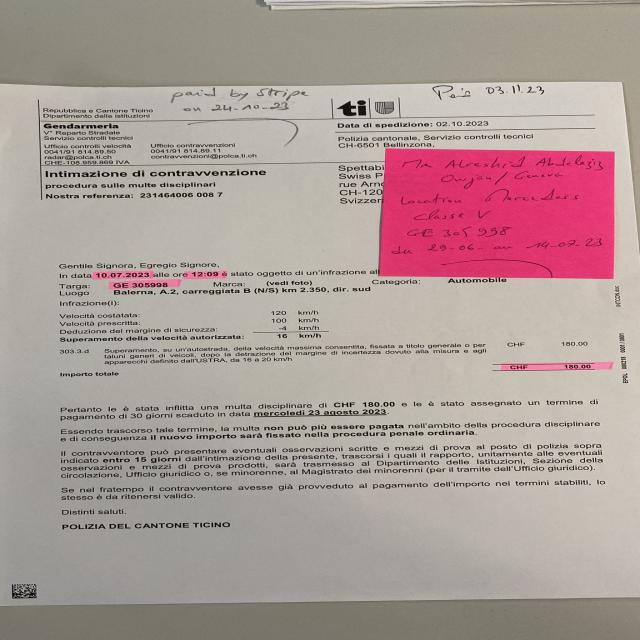 paid by Stripe
on 24-10-23
Paid 03.11.23
Repubblica e Cantone Ticino
Dipartimento delle istituzioni
ti
Gendarmeria
V° Reparto Stradale
Servizio controlli tecnici
Ufficio controlli velocità
0041/91 814.89.50
radar@polca.ti.ch
CHE-108.959.869 IVA
Ufficio contravvenzioni
0041/91 814.89.11
contravvenzioni@polca.ti.ch
Data di spedizione: 02.10.2023
Polizia cantonale, Servizio controlli tecnici
CH-6501 Bellinzona,
Intimazione di contravvenzione
procedura sulle multe disciplinari
Nostra referenza: 231464006 008 7
Spettabi
Swiss P
rue Arno
CH-120
Svizzer
Mr Alreshid Abdelaziz
Geneva
Location Mercedes
Classe V
GE 305998
du 29-06- au 14-07-23
Gentile Signora, Egregio Signore,
In data 10.07.2023 alle ore 12:09 è stato oggetto di un'infrazione all
Targa: GE 305998 Marca: (vedi foto) Categoria: Automobile
Luogo Balerna, A.2, carreggiata B (N/S) km 2.350, dir. sud
Infrazione(i):
Velocità costatata: 120 km/h
Velocità prescritta: 100 km/h
Deduzione del margine di sicurezza: -4 km/h
Superamento della velocità autorizzata: 16 km/h
303.3.d Superamento, su un'autostrada, della velocità massima consentita, fissata a titolo generale o per CHF 180.00
taluni generi di veicoli, dopo la detrazione del margine di incertezza dovuto alla misura e agli
apparecchi definito dall'USTRA, da 16 a 20 km/h
Importo totale CHF 180.00
Pertanto le è stata inflitta una multa disciplinare di CHF 180.00 e le è stato assegnato un termine di
pagamento di 30 giorni scaduto in data mercoledì 23 agosto 2023.
Essendo trascorso tale termine, la multa non può più essere pagata nell'ambito della procedura disciplinare
e di conseguenza il nuovo importo sarà fissato nella procedura penale ordinaria.
Il contravventore può presentare eventuali osservazioni scritte e mezzi di prova al posto di polizia sopra
indicato entro 15 giorni dall'intimazione della presente, trascorsi i quali il rapporto, unitamente alle eventuali
osservazioni e mezzi di prova prodotti, sarà trasmesso al Dipartimento delle Istituzioni, Sezione della
circolazione, Ufficio giuridico o, se minorenne, al Magistrato dei minorenni (per il tramite dell'Ufficio giuridico).
Se nel frattempo il contravventore avesse già provveduto al pagamento dell'importo nei termini stabiliti, lo
stesso è da ritenersi valido.
Distinti saluti.
POLIZIA DEL CANTONE TICINO